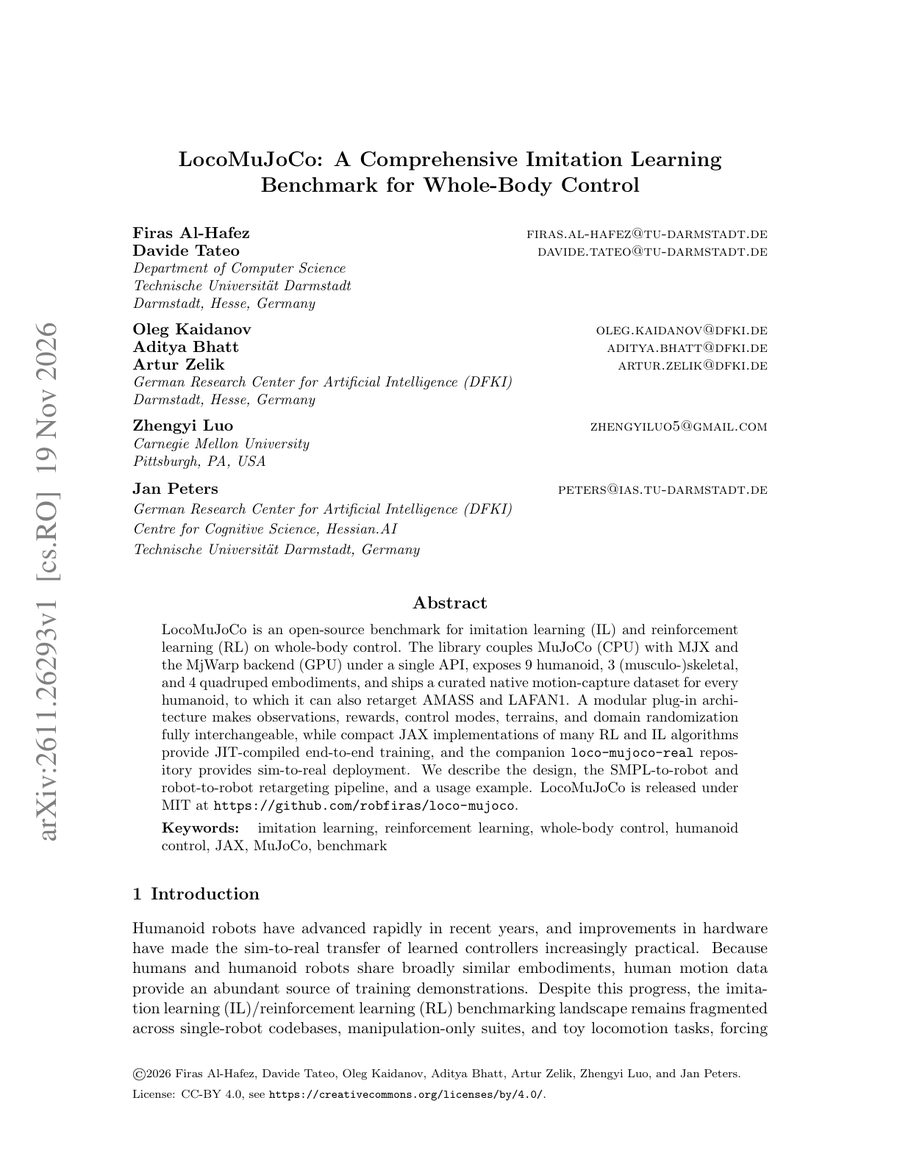 LocoMuJoCo: A Comprehensive Imitation Learning
Benchmark for Whole-Body Control
Firas Al-Hafez firas.al-hafez@tu-darmstadt.de
Davide Tateo davide.tateo@tu-darmstadt.de
Department of Computer Science
Technische Universität Darmstadt
Darmstadt, Hesse, Germany
Oleg Kaidanov oleg.kaidanov@dfki.de
Aditya Bhatt aditya.bhatt@dfki.de
Artur Zelik artur.zelik@dfki.de
German Research Center for Artificial Intelligence (DFKI)
Darmstadt, Hesse, Germany
Zhengyi Luo zhengyiluo5@gmail.com
Carnegie Mellon University
Pittsburgh, PA, USA
Jan Peters peters@ias.tu-darmstadt.de
German Research Center for Artificial Intelligence (DFKI)
Centre for Cognitive Science, Hessian.AI
Technische Universität Darmstadt, Germany
Abstract
LocoMuJoCo is an open-source benchmark for imitation learning (IL) and reinforcement
learning (RL) on whole-body control. The library couples MuJoCo (CPU) with MJX and
the MjWarp backend (GPU) under a single API, exposes 9 humanoid, 3 (musculo-)skeletal,
and 4 quadruped embodiments, and ships a curated native motion-capture dataset for every
humanoid, to which it can also retarget AMASS and LAFAN1. A modular plug-in archi-
tecture makes observations, rewards, control modes, terrains, and domain randomization
fully interchangeable, while compact JAX implementations of many RL and IL algorithms
provide JIT-compiled end-to-end training, and the companion loco-mujoco-real repos-
itory provides sim-to-real deployment. We describe the design, the SMPL-to-robot and
robot-to-robot retargeting pipeline, and a usage example. LocoMuJoCo is released under
MIT at https://github.com/robfiras/loco-mujoco.
Keywords: imitation learning, reinforcement learning, whole-body control, humanoid
control, JAX, MuJoCo, benchmark
1 Introduction
Humanoid robots have advanced rapidly in recent years, and improvements in hardware
have made the sim-to-real transfer of learned controllers increasingly practical. Because
humans and humanoid robots share broadly similar embodiments, human motion data
provide an abundant source of training demonstrations. Despite this progress, the imita-
tion learning (IL)/reinforcement learning (RL) benchmarking landscape remains fragmented
across single-robot codebases, manipulation-only suites, and toy locomotion tasks, forcing
©2026 Firas Al-Hafez, Davide Tateo, Oleg Kaidanov, Aditya Bhatt, Artur Zelik, Zhengyi Luo, and Jan Peters.
License: CC-BY 4.0, see https://creativecommons.org/licenses/by/4.0/.
arXiv:2611.26293v1 [cs.RO] 19 Nov 2026